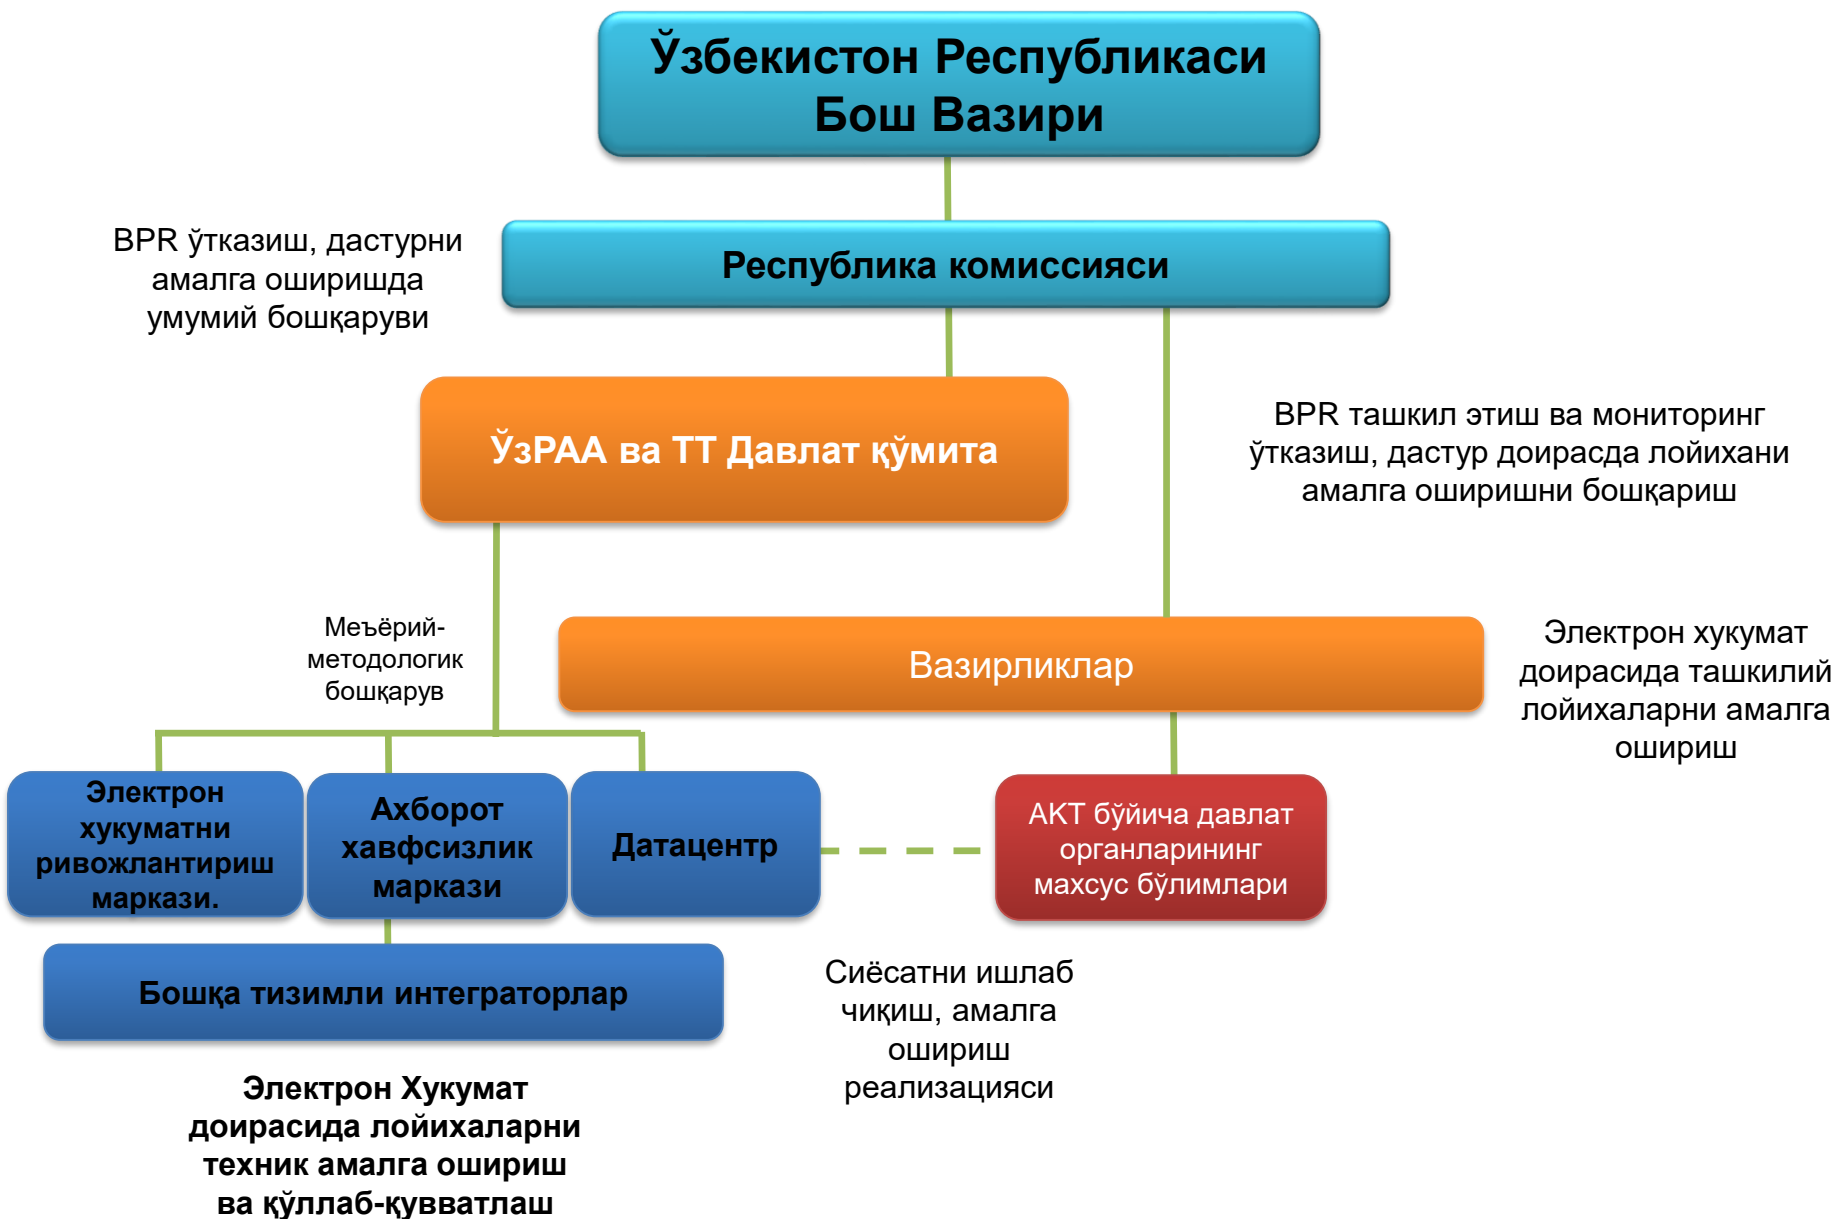 Ўзбекистон Республикаси
Бош Вазири
BPR ўтказиш, дастурни
амалга оширишда
умумий бошқаруви
Республика комиссияси
ЎзРАА ва ТТ Давлат қўмита
BPR ташкил этиш ва мониторинг
ўтказиш, дастур доирасда лойихани
амалга оширишни бошқариш
Меъёрий-
методологик
бошқарув
Вазирликлар
Электрон хукумат
доирасида ташкилий
лойихаларни амалга
ошириш
Электрон
хукуматни
ривожлантириш
маркази.
Ахборот
хавфсизлик
маркази
Датацентр
АКТ бўйича давлат
органларининг
махсус бўлимлари
Бошқа тизимли интеграторлар
Сиёсатни ишлаб
чиқиш, амалга
ошириш
реализацияси
Электрон Хукумат
доирасида лойихаларни
техник амалга ошириш
ва қўллаб-қувватлаш